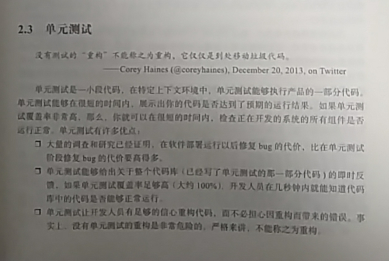 2.3 单元测试
没有测试的“重构”不能称之为重构，它仅仅是到处移动垃圾代码。
——Corey Haines (@coreyhaines), December 20, 2013, on Twitter
单元测试是一小段代码，在特定上下文环境中，单元测试能够执行产品的一部分代码。
单元测试能够在很短的时间内，展示出你的代码是否达到了预期的运行结果。如果单元测
试覆盖率非常高，那么，你就可以在很短的时间内，检查正在开发的系统的所有组件是否
运行正常。单元测试有许多优点：
大量的调查和研究已经证明，在软件部署运行以后修复 bug 的代价，比在单元测试
阶段修复 bug 的代价要高得多。
单元测试能够给出关于整个代码库（已经写了单元测试的那一部分代码）的即时反
馈。如果单元测试覆盖率足够高（大约 100%），开发人员在几秒钟内就能知道代码
库中的代码是否能够正常运行。
单元测试让开发人员有足够的信心重构代码，而不必担心因重构而带来的错误。事
实上，没有单元测试的重构是非常危险的，严格来讲，不能称之为重构。